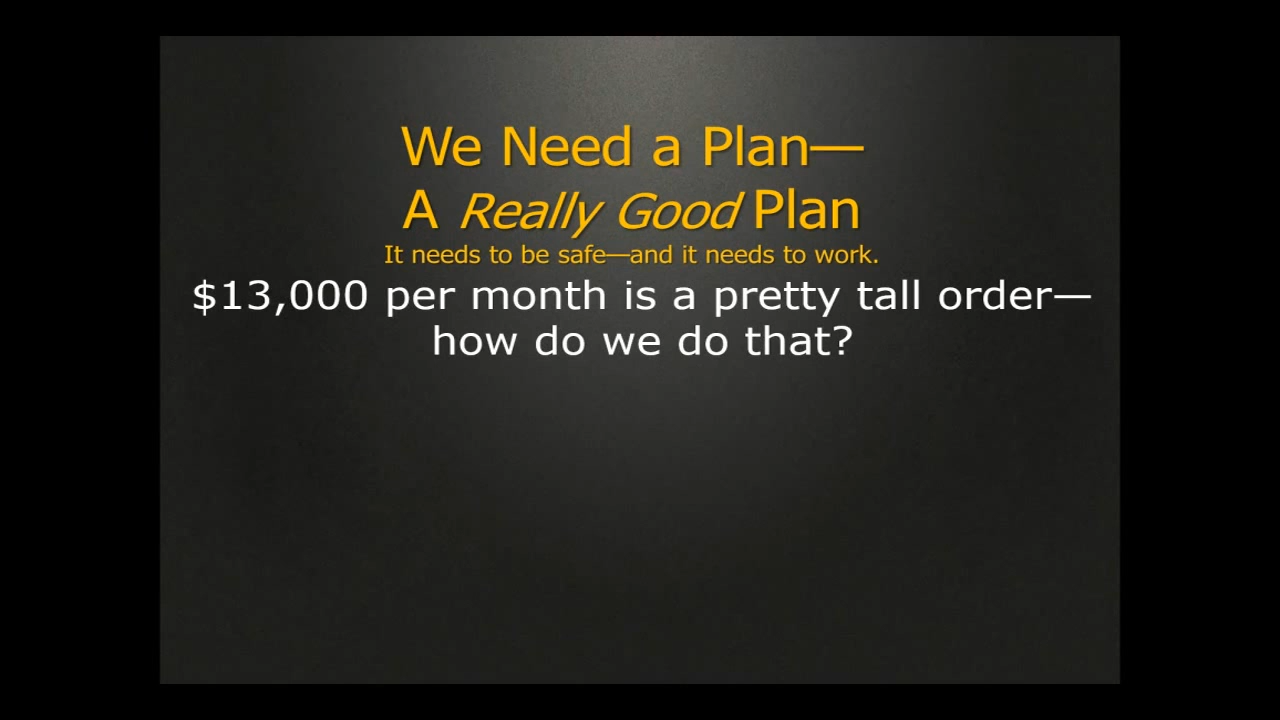 We Need a Plan—
A Really Good Plan
It needs to be safe—and it needs to work.
$13,000 per month is a pretty tall order—
how do we do that?